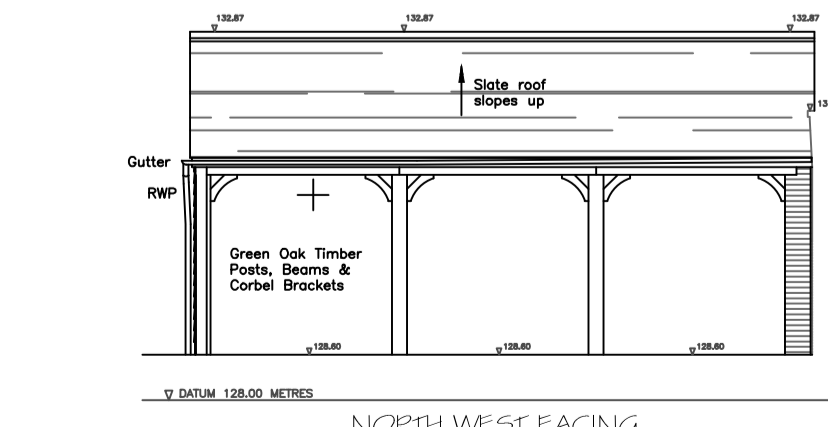 132.87
132.87
132.87
Slate roof
slopes up
13
Gutter
RWP
Green Oak Timber
Posts, Beams &
Corbel Brackets
128.60
128.60
128.60
DATUM 128.00 METRES
NORTH WEST FACING